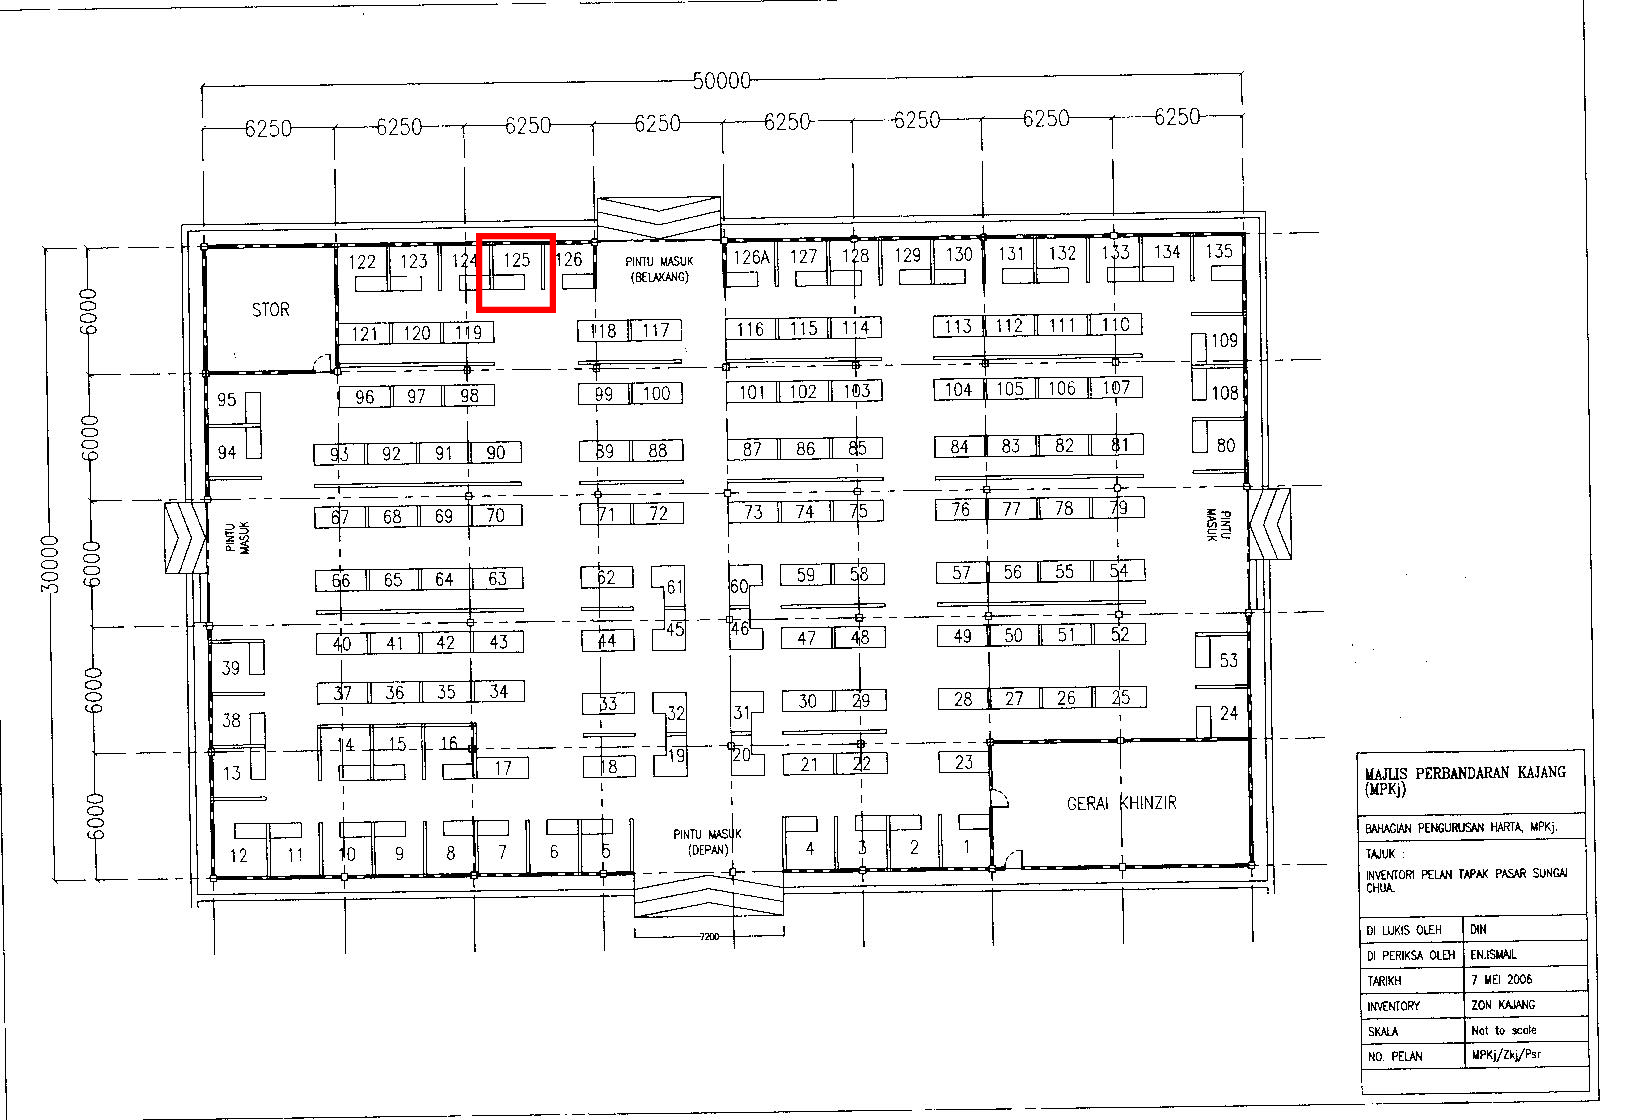 50000
6250 6250 6250 6250 6250 6250 6250 6250
122 123 124 125 126 PINTU MASUK 126A 127 128 129 130 131 132 133 134 135
(BELAKANG)
6000 STOR
121 120 119 118 117 116 115 114 113 112 111 110
109
95 96 97 98 99 100 101 102 103 104 105 106 107 108
6000
94 93 92 91 90 89 88 87 86 85 84 83 82 81 80
67 68 69 70 71 72 73 74 75 76 77 78 79
PINTU MASUK
PINTU MASUK
30000
6000
66 65 64 63 62 61 60 59 58 57 56 55 54
40 41 42 43 44 45 46 47 48 49 50 51 52
39 53
6000
37 36 35 34 33 32 31 30 29 28 27 26 25
38 24
14 15 16
13 17 18 19 20 21 22 23
6000
GERAI KHINZIR
PINTU MASUK
(DEPAN)
12 11 10 9 8 7 6 5 4 3 2 1
7200
MAJLIS PERBANDARAN KAJANG
(MPKj)
BAHAGIAN PENGURUSAN HARTA, MPKj.
TAJUK :
INVENTORI PELAN TAPAK PASAR SUNGAI
CHUA.
DI LUKIS OLEH DIN
DI PERIKSA OLEH EN.ISMAIL
TARIKH 7 MEI 2006
INVENTORY ZON KAJANG
SKALA Not to scale
NO. PELAN MPKj/Zkj/Psr